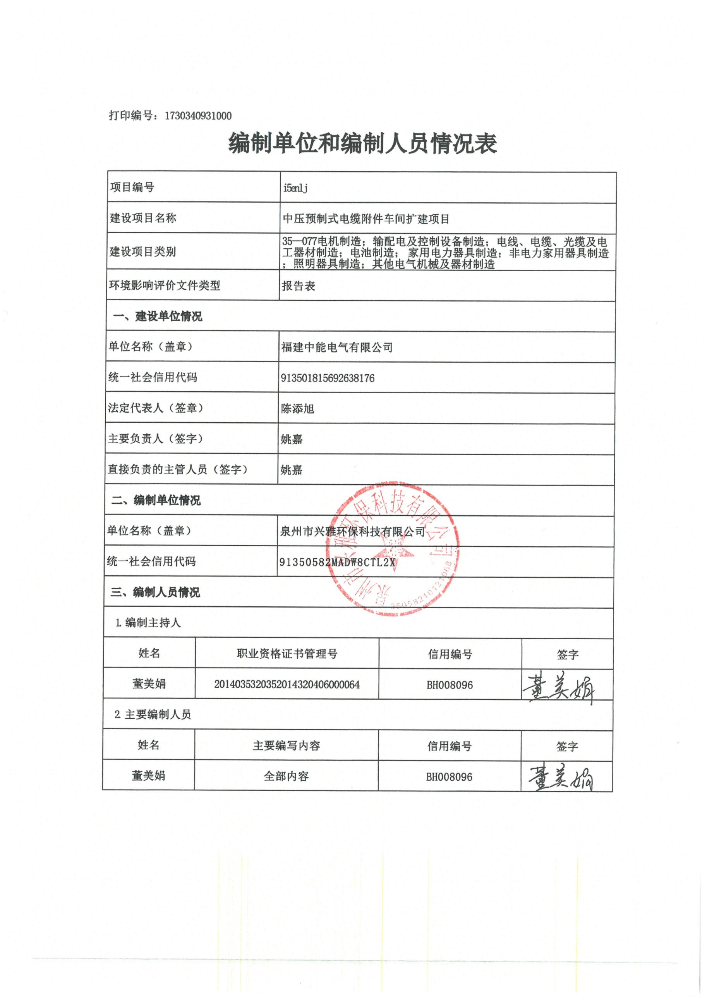 打印编号：1730340931000
编制单位和编制人员情况表
项目编号 i5enlj
建设项目名称 中压预制式电缆附件车间扩建项目
建设项目类别 35—077电机制造；输配电及控制设备制造；电线、电缆、光缆及电
工器材制造；电池制造；家用电力器具制造；非电力家用器具制造
；照明器具制造；其他电气机械及器材制造
环境影响评价文件类型 报告表
一、建设单位情况
单位名称（盖章） 福建中能电气有限公司
统一社会信用代码 913501815692638176
法定代表人（签章） 陈添旭
主要负责人（签字） 姚嘉
直接负责的主管人员（签字） 姚嘉
二、编制单位情况
单位名称（盖章） 泉州市兴雅环保科技有限公司
统一社会信用代码 91350582MADW8CTL2X
泉州市兴雅环保科技有限公司
35058210121068
三、编制人员情况
1.编制主持人
姓名 职业资格证书管理号 信用编号 签字
董美娟 2014035320352014320406000064 BH008096 董美娟
2.主要编制人员
姓名 主要编写内容 信用编号 签字
董美娟 全部内容 BH008096 董美娟